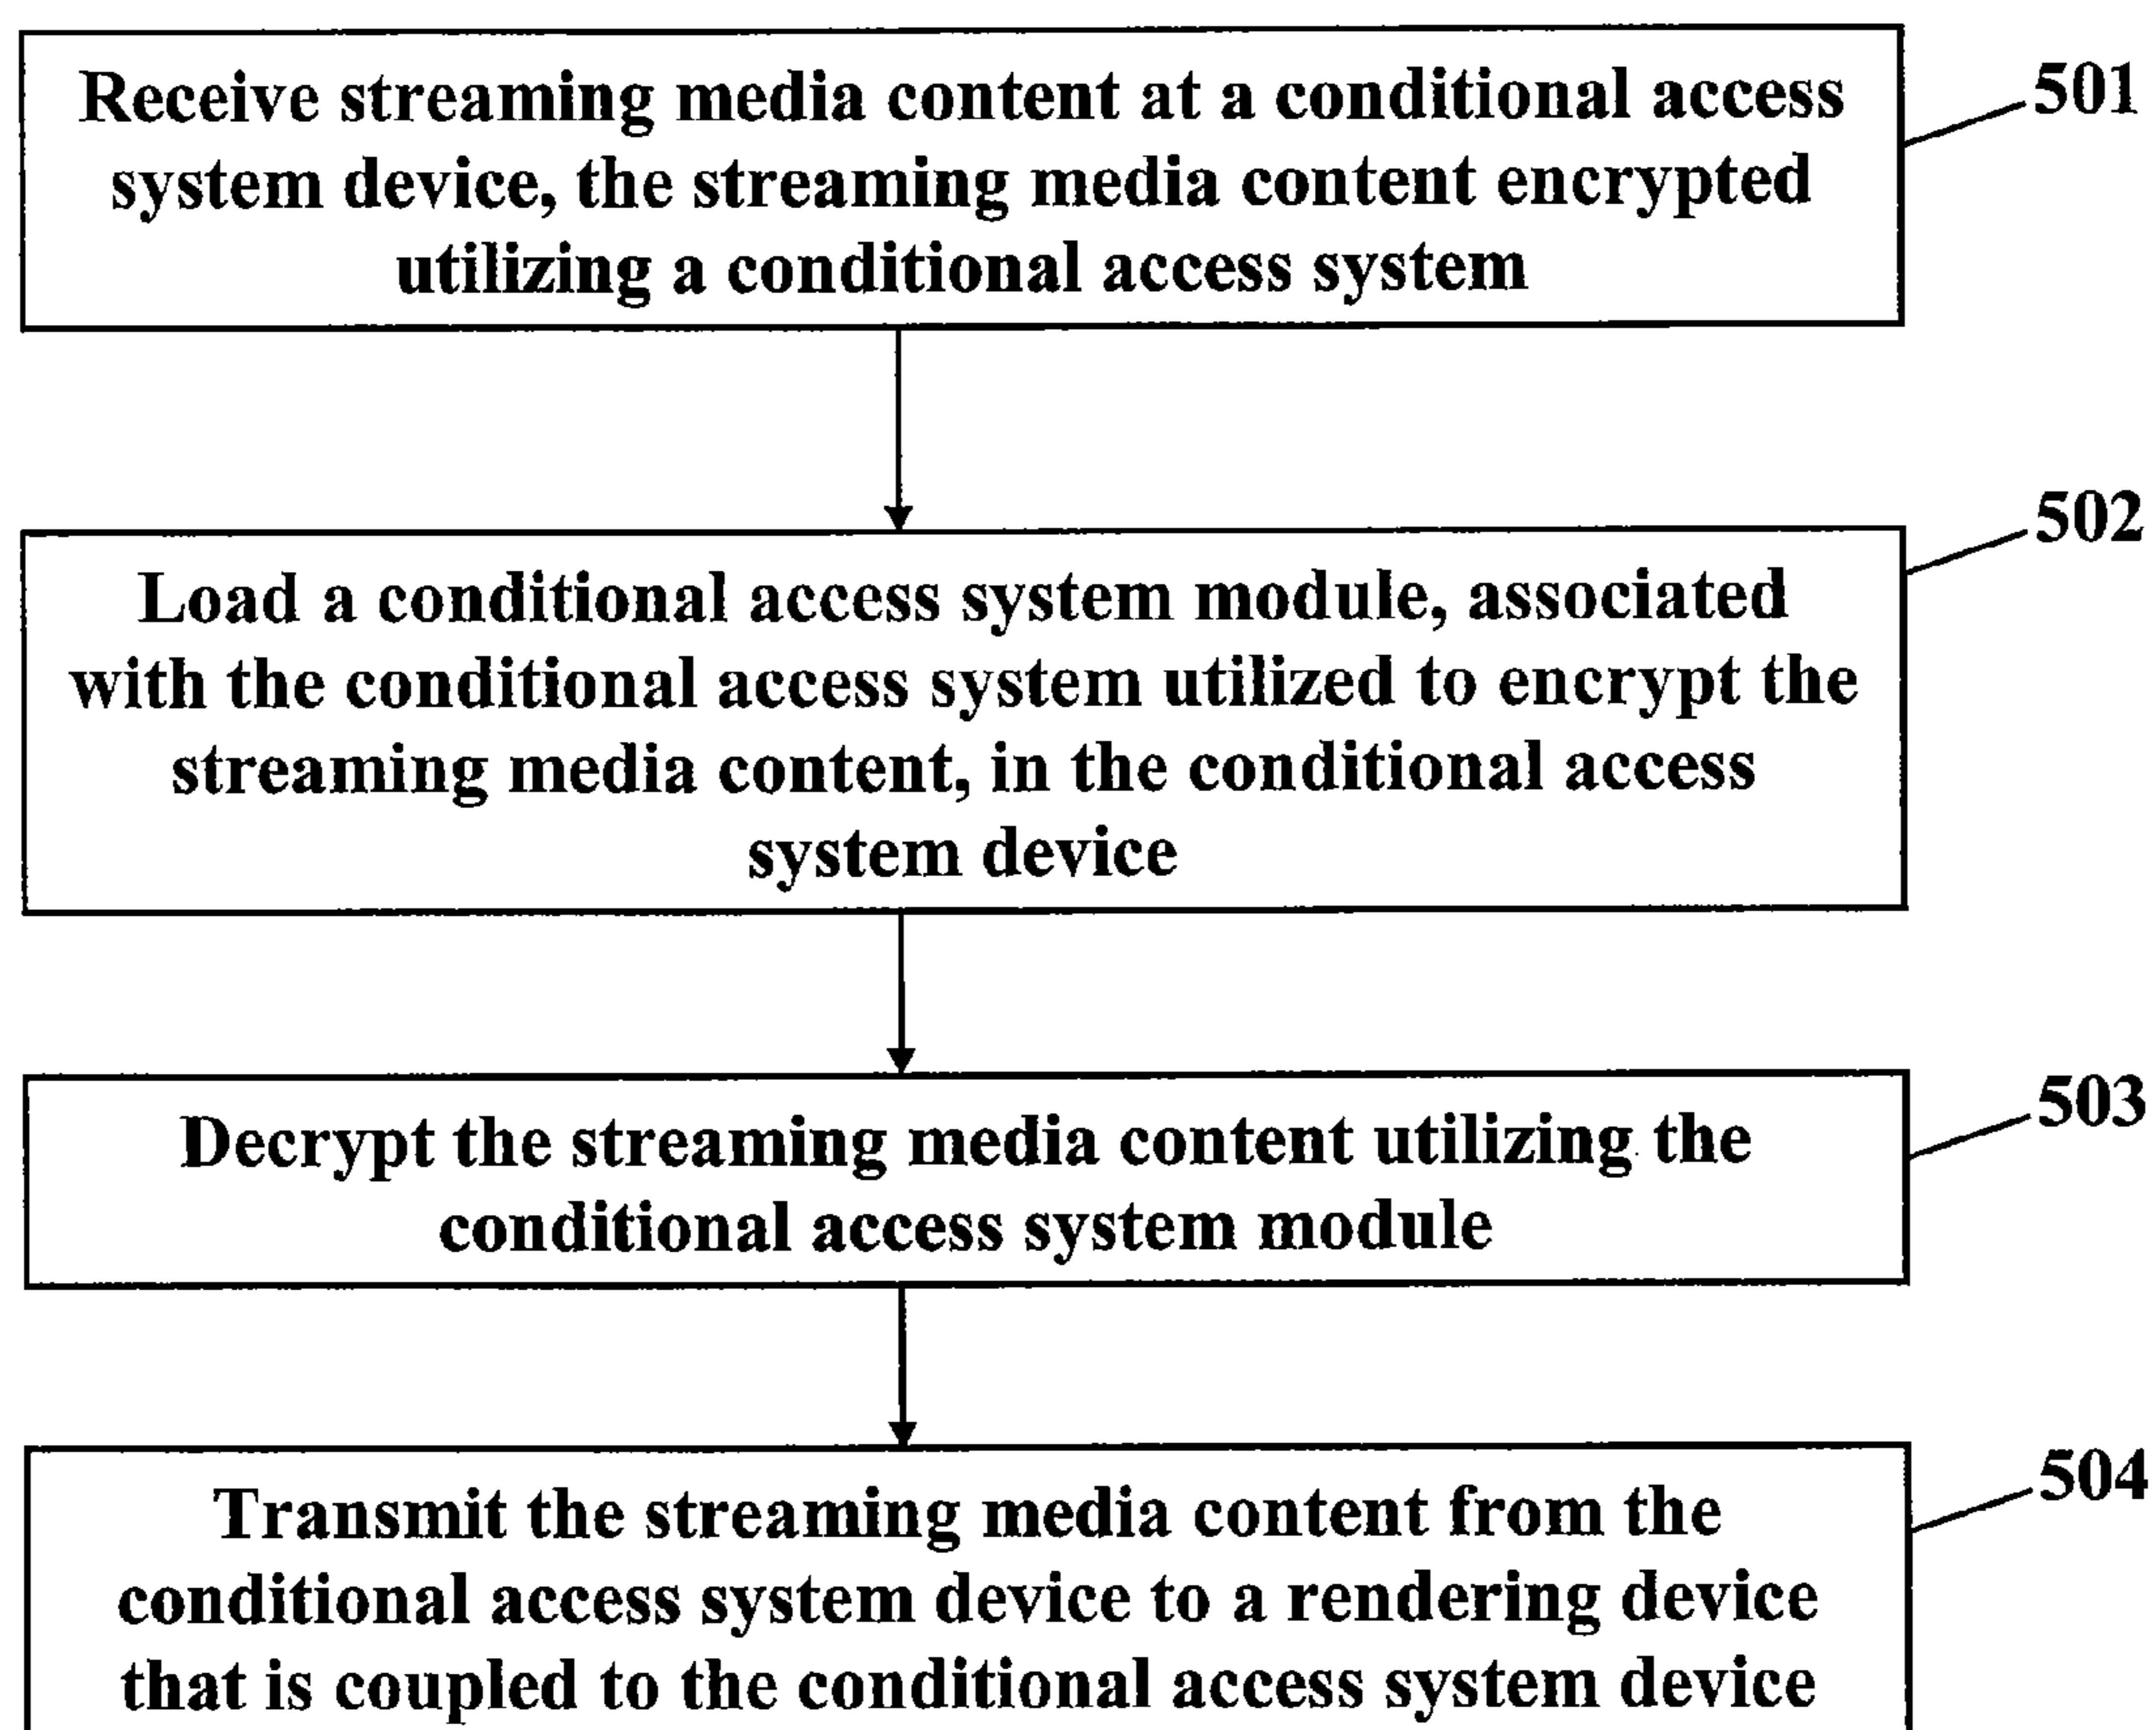 Receive streaming media content at a conditional access
system device, the streaming media content encrypted
utilizing a conditional access system
501
Load a conditional access system module, associated
with the conditional access system utilized to encrypt the
streaming media content, in the conditional access
system device
502
Decrypt the streaming media content utilizing the
conditional access system module
503
Transmit the streaming media content from the
conditional access system device to a rendering device
that is coupled to the conditional access system device
504